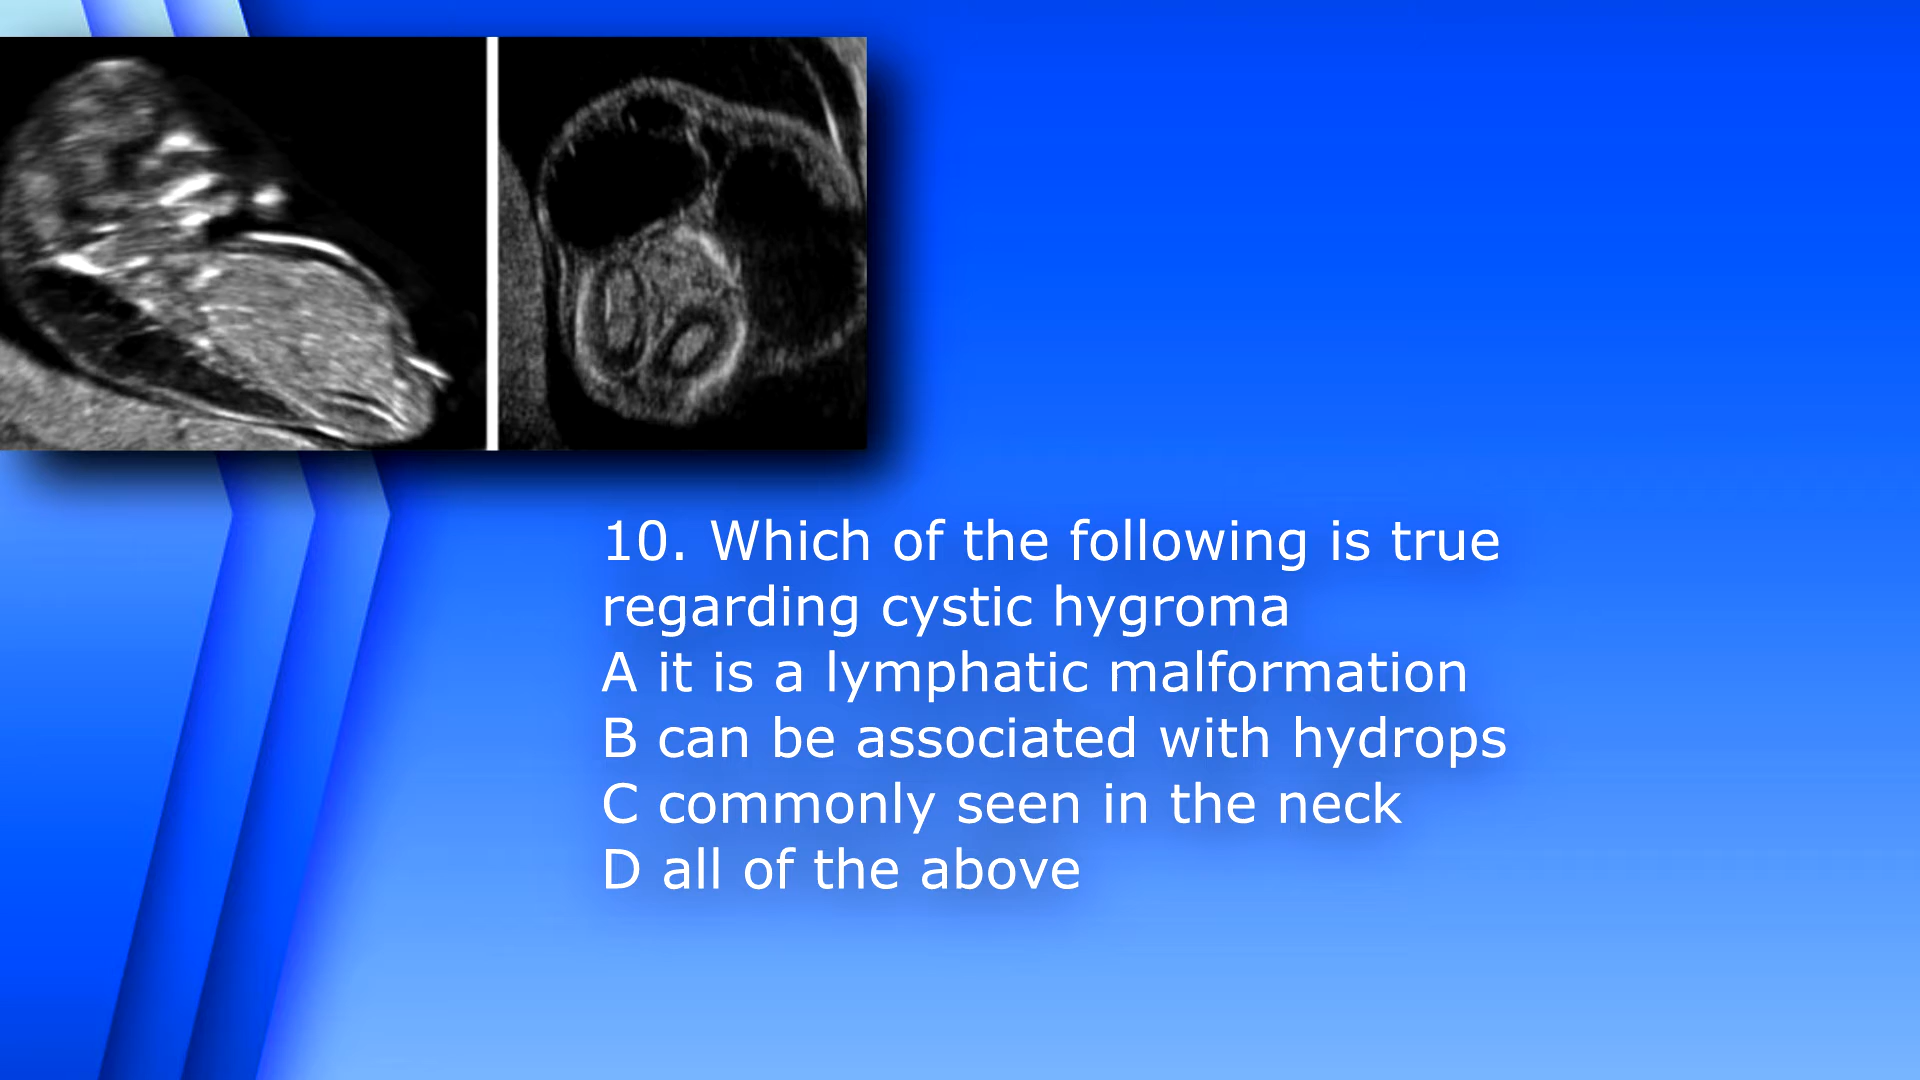 10. Which of the following is true
regarding cystic hygroma
A it is a lymphatic malformation
B can be associated with hydrops
C commonly seen in the neck
D all of the above